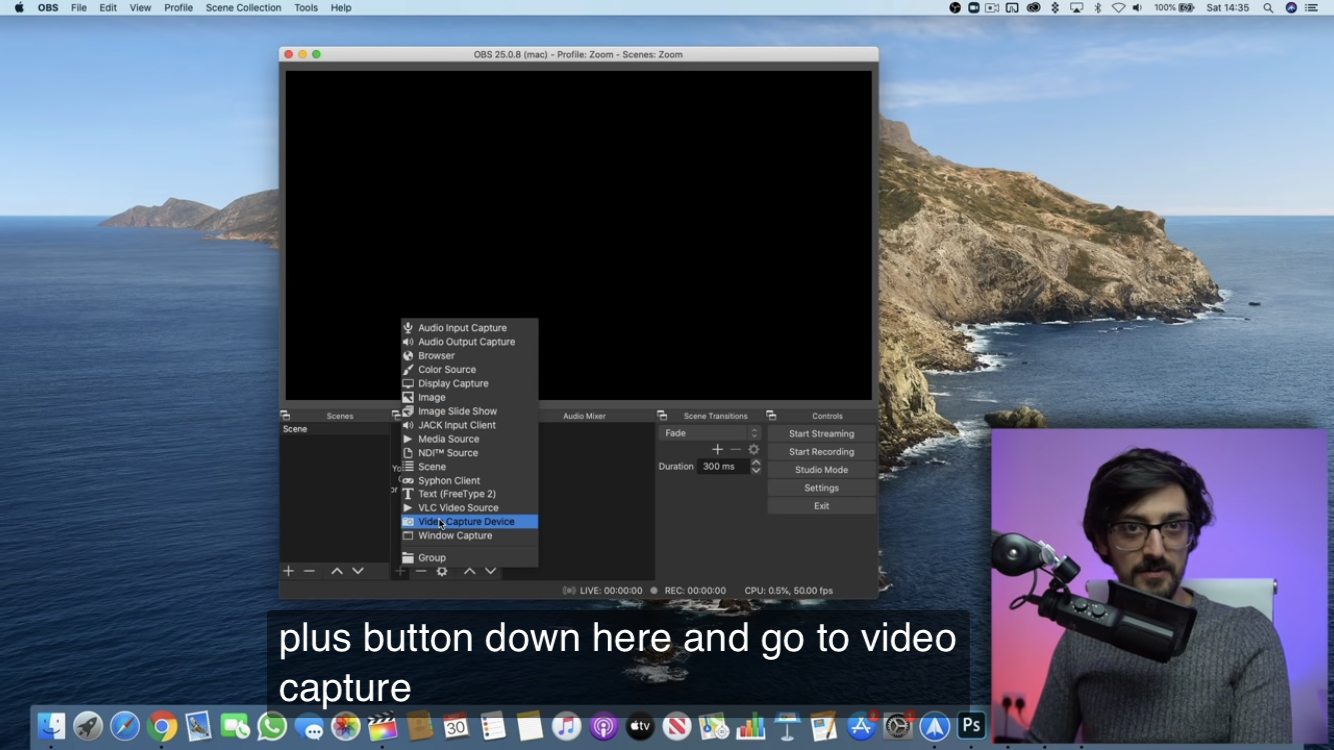 OBS File Edit View Profile Scene Collection Tools Help
100% Sat 14:35
OBS 25.0.8 (mac) - Profile: Zoom - Scenes: Zoom
Audio Input Capture
Audio Output Capture
Browser
Color Source
Display Capture
Image
Image Slide Show
JACK Input Client
Media Source
NDI™ Source
Scene
Syphon Client
Text (FreeType 2)
VLC Video Source
Video Capture Device
Window Capture
Group
Scenes
Scene
Yo
or
Audio Mixer
Scene Transitions
Fade
Duration 300 ms
Controls
Start Streaming
Start Recording
Studio Mode
Settings
Exit
LIVE: 00:00:00 REC: 00:00:00 CPU: 0.5%, 50.00 fps
plus button down here and go to video
capture
30
tv
Ps